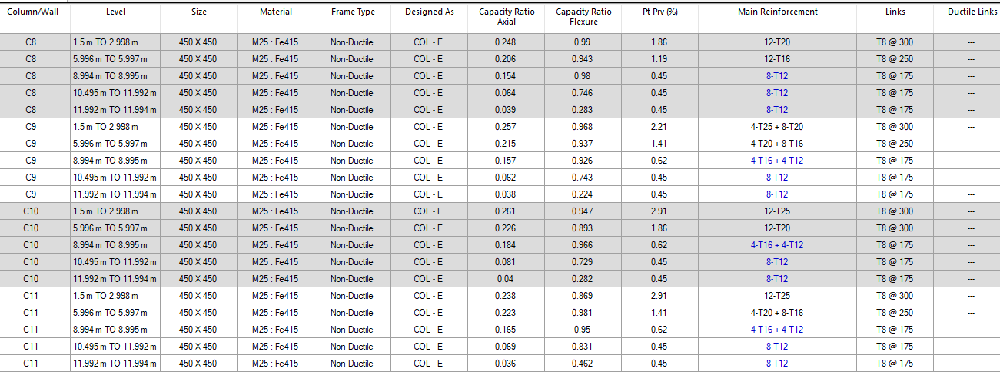 Column/Wall Level Size Material Frame Type Designed As Capacity Ratio Axial Capacity Ratio Flexure Pt Prv (%) Main Reinforcement Links Ductile Links
C8 1.5 m TO 2.998 m 450 X 450 M25 : Fe415 Non-Ductile COL - E 0.248 0.99 1.86 12-T20 T8 @ 300 ---
C8 5.996 m TO 5.997 m 450 X 450 M25 : Fe415 Non-Ductile COL - E 0.206 0.943 1.19 12-T16 T8 @ 250 ---
C8 8.994 m TO 8.995 m 450 X 450 M25 : Fe415 Non-Ductile COL - E 0.154 0.98 0.45 8-T12 T8 @ 175 ---
C8 10.495 m TO 11.992 m 450 X 450 M25 : Fe415 Non-Ductile COL - E 0.064 0.746 0.45 8-T12 T8 @ 175 ---
C8 11.992 m TO 11.994 m 450 X 450 M25 : Fe415 Non-Ductile COL - E 0.039 0.283 0.45 8-T12 T8 @ 175 ---
C9 1.5 m TO 2.998 m 450 X 450 M25 : Fe415 Non-Ductile COL - E 0.257 0.968 2.21 4-T25 + 8-T20 T8 @ 300 ---
C9 5.996 m TO 5.997 m 450 X 450 M25 : Fe415 Non-Ductile COL - E 0.215 0.937 1.41 4-T20 + 8-T16 T8 @ 250 ---
C9 8.994 m TO 8.995 m 450 X 450 M25 : Fe415 Non-Ductile COL - E 0.157 0.926 0.62 4-T16 + 4-T12 T8 @ 175 ---
C9 10.495 m TO 11.992 m 450 X 450 M25 : Fe415 Non-Ductile COL - E 0.062 0.743 0.45 8-T12 T8 @ 175 ---
C9 11.992 m TO 11.994 m 450 X 450 M25 : Fe415 Non-Ductile COL - E 0.038 0.224 0.45 8-T12 T8 @ 175 ---
C10 1.5 m TO 2.998 m 450 X 450 M25 : Fe415 Non-Ductile COL - E 0.261 0.947 2.91 12-T25 T8 @ 300 ---
C10 5.996 m TO 5.997 m 450 X 450 M25 : Fe415 Non-Ductile COL - E 0.226 0.893 1.86 12-T20 T8 @ 300 ---
C10 8.994 m TO 8.995 m 450 X 450 M25 : Fe415 Non-Ductile COL - E 0.184 0.966 0.62 4-T16 + 4-T12 T8 @ 175 ---
C10 10.495 m TO 11.992 m 450 X 450 M25 : Fe415 Non-Ductile COL - E 0.081 0.729 0.45 8-T12 T8 @ 175 ---
C10 11.992 m TO 11.994 m 450 X 450 M25 : Fe415 Non-Ductile COL - E 0.04 0.282 0.45 8-T12 T8 @ 175 ---
C11 1.5 m TO 2.998 m 450 X 450 M25 : Fe415 Non-Ductile COL - E 0.238 0.869 2.91 12-T25 T8 @ 300 ---
C11 5.996 m TO 5.997 m 450 X 450 M25 : Fe415 Non-Ductile COL - E 0.223 0.981 1.41 4-T20 + 8-T16 T8 @ 250 ---
C11 8.994 m TO 8.995 m 450 X 450 M25 : Fe415 Non-Ductile COL - E 0.165 0.95 0.62 4-T16 + 4-T12 T8 @ 175 ---
C11 10.495 m TO 11.992 m 450 X 450 M25 : Fe415 Non-Ductile COL - E 0.069 0.831 0.45 8-T12 T8 @ 175 ---
C11 11.992 m TO 11.994 m 450 X 450 M25 : Fe415 Non-Ductile COL - E 0.036 0.462 0.45 8-T12 T8 @ 175 ---